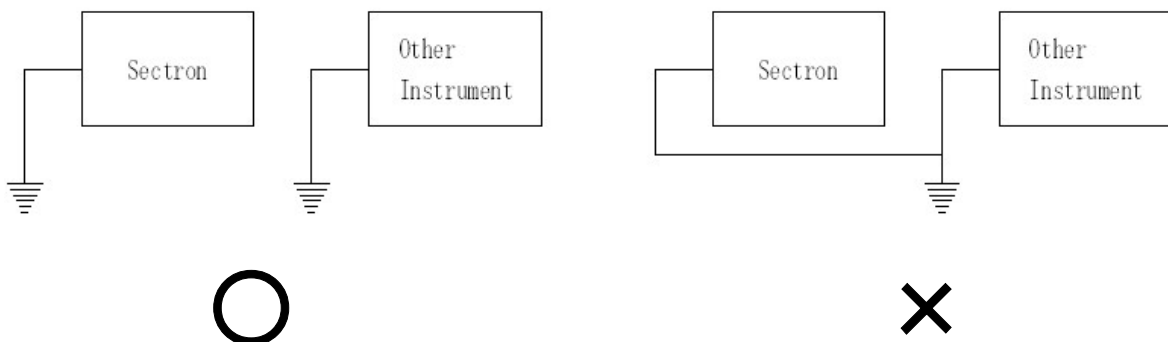 Sectron
Other
Instrument
Sectron
Other
Instrument